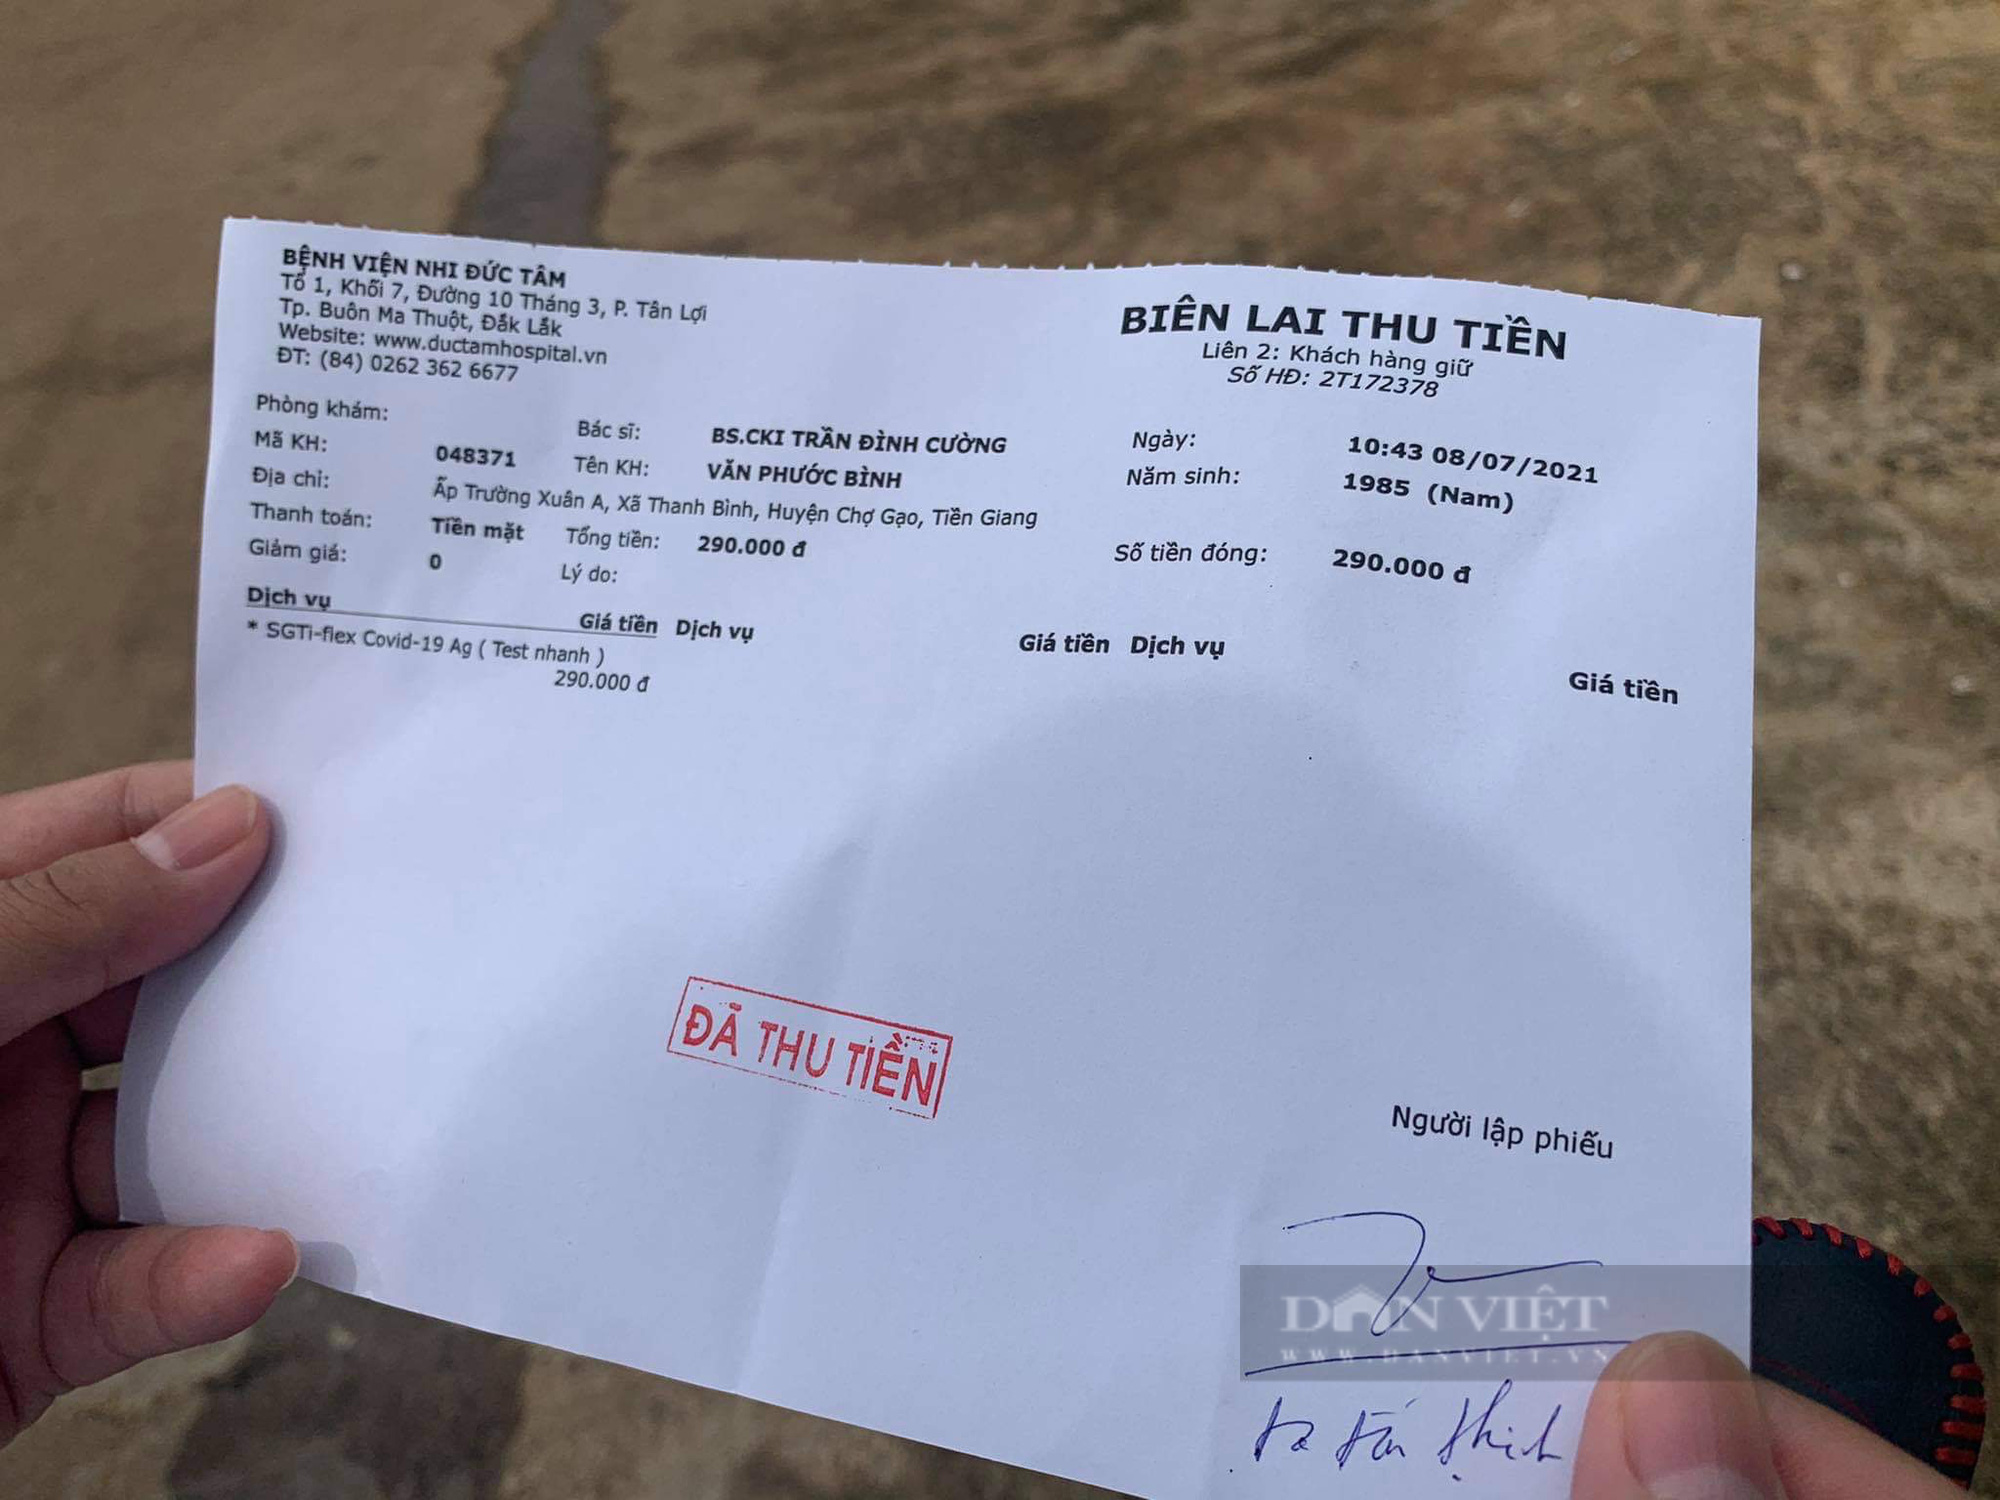 BỆNH VIỆN NHI ĐỨC TÂM
Tổ 1, Khối 7, Đường 10 Tháng 3, P. Tân Lợi
Tp. Buôn Ma Thuột, Đắk Lắk
Website: www.ductamhospital.vn
ĐT: (84) 0262 362 6677
BIÊN LAI THU TIỀN
Liên 2: Khách hàng giữ
Số HĐ: 2T172378
Phòng khám: Bác sĩ: BS.CKI TRẦN ĐÌNH CƯỜNG Ngày: 10:43 08/07/2021
Mã KH: 048371 Tên KH: VĂN PHƯỚC BÌNH Năm sinh: 1985 (Nam)
Địa chỉ: Ấp Trường Xuân A, Xã Thanh Bình, Huyện Chợ Gạo, Tiền Giang
Thanh toán: Tiền mặt Tổng tiền: 290.000 đ Số tiền đóng: 290.000 đ
Giảm giá: 0 Lý do:
Dịch vụ Giá tiền Dịch vụ Giá tiền Dịch vụ Giá tiền
* SGTi-flex Covid-19 Ag ( Test nhanh )
290.000 đ
ĐÃ THU TIỀN
Người lập phiếu
DÂN VIỆT
WWW.DANVIET.VN